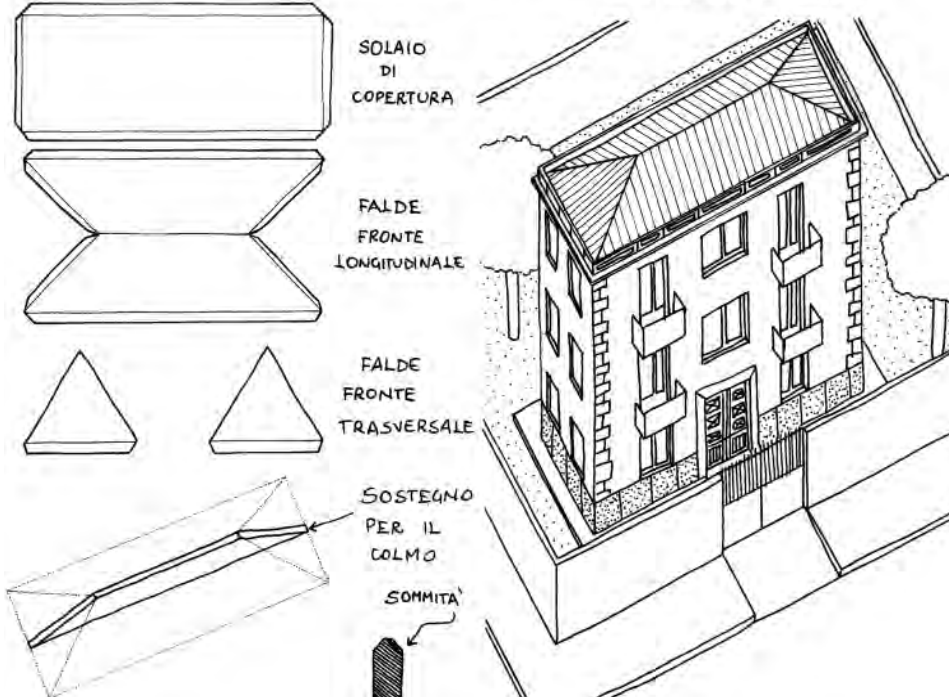 SOLAIO
DI
COPERTURA
FALDE
FRONTE
LONGITUDINALE
FALDE
FRONTE
TRASVERSALE
SOSTEGNO
PER IL
COLMO
SOMMITA'